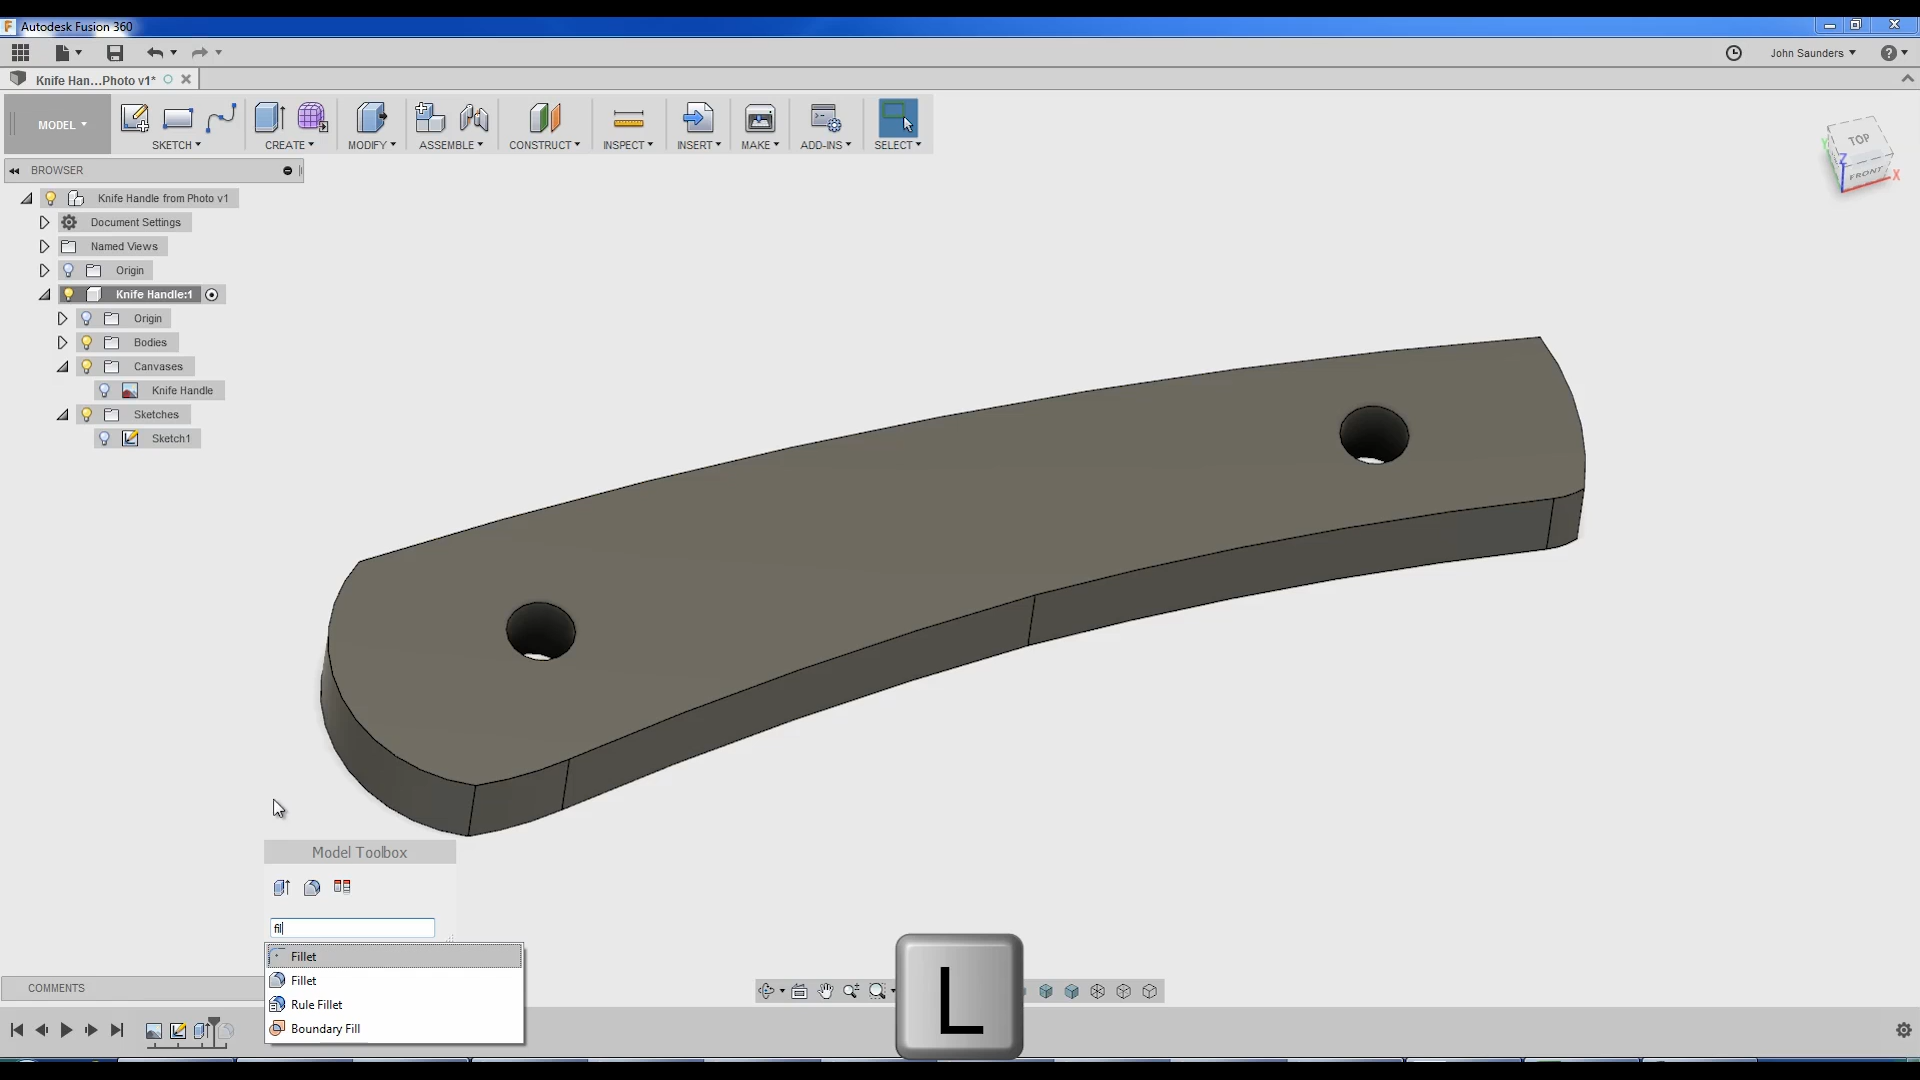 Autodesk Fusion 360
John Saunders
Knife Han...Photo v1*
MODEL
SKETCH
CREATE
MODIFY
ASSEMBLE
CONSTRUCT
INSPECT
INSERT
MAKE
ADD-INS
SELECT
TOP
FRONT
Y
Z
X
BROWSER
Knife Handle from Photo v1
Document Settings
Named Views
Origin
Knife Handle:1
Origin
Bodies
Canvases
Knife Handle
Sketches
Sketch1
Model Toolbox
fil
Fillet
Fillet
Rule Fillet
Boundary Fill
COMMENTS
L